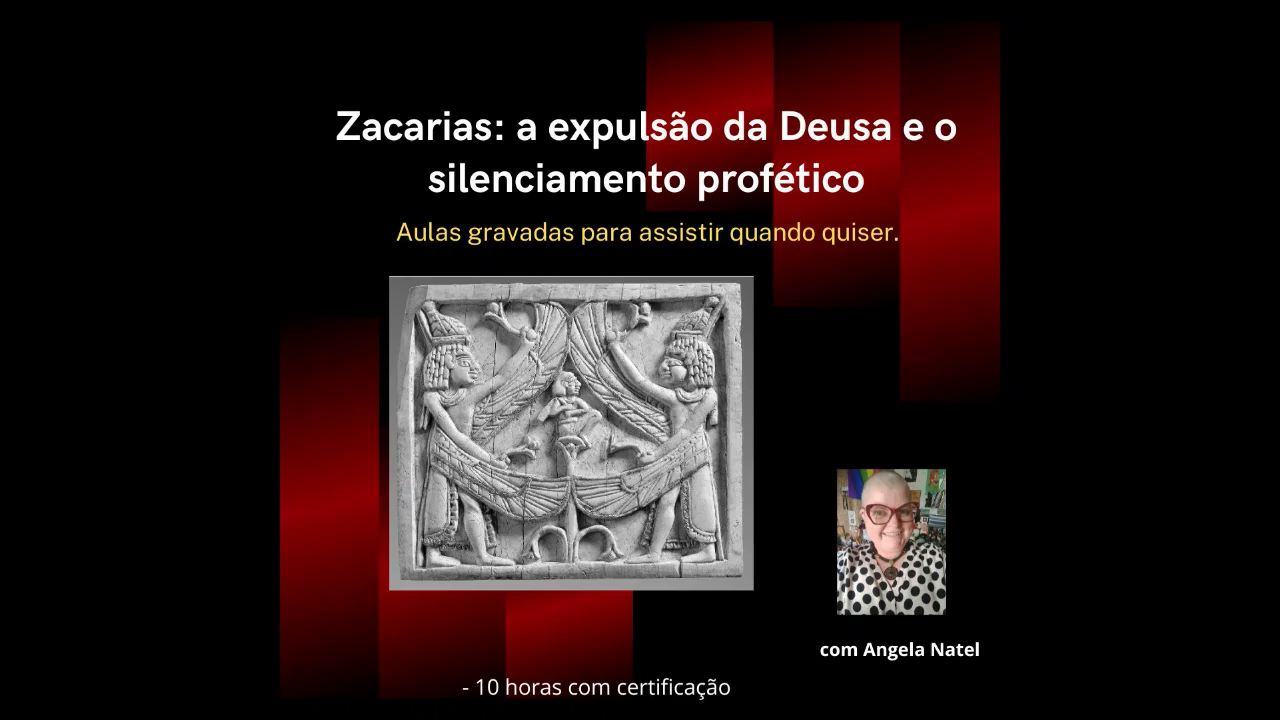 Zacarias: a expulsão da Deusa e o
silenciamento profético
Aulas gravadas para assistir quando quiser.
com Angela Natel
- 10 horas com certificação